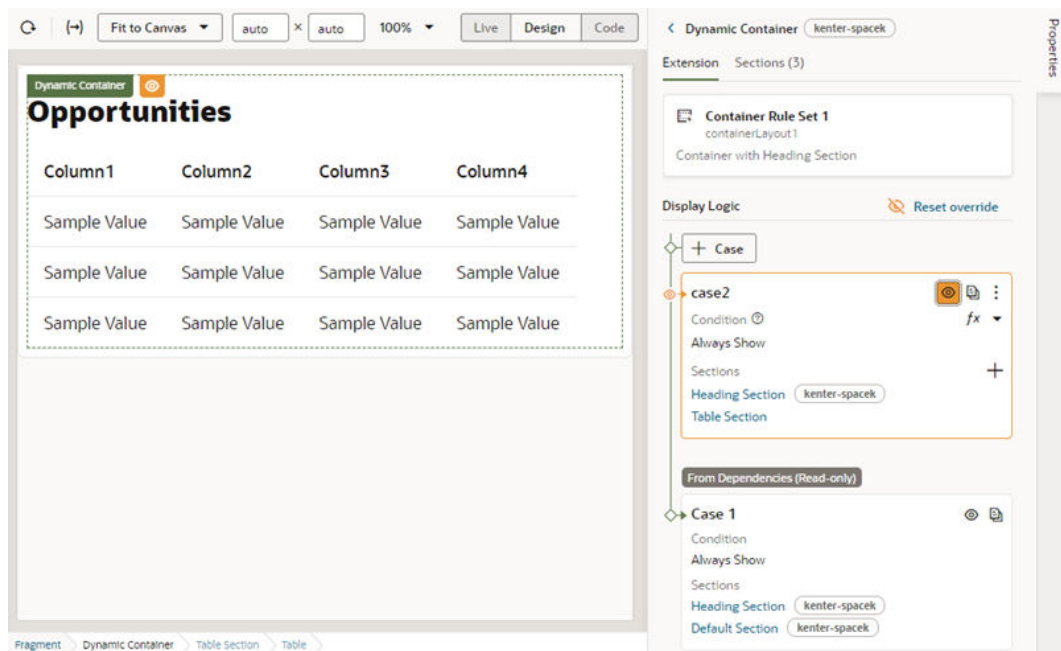 (→) Fit to Canvas auto × auto 100% Live Design Code
Dynamic Container
Opportunities
Column1 Column2 Column3 Column4
Sample Value Sample Value Sample Value Sample Value
Sample Value Sample Value Sample Value Sample Value
Sample Value Sample Value Sample Value Sample Value
Fragment Dynamic Container Table Section Table
Dynamic Container kenter-spacek
Extension Sections (3)
Container Rule Set 1
containerLayout1
Container with Heading Section
Display Logic Reset override
+ Case
case2
Condition fx
Always Show
Sections +
Heading Section kenter-spacek
Table Section
From Dependencies (Read-only)
Case 1
Condition
Always Show
Sections
Heading Section kenter-spacek
Default Section kenter-spacek
Properties